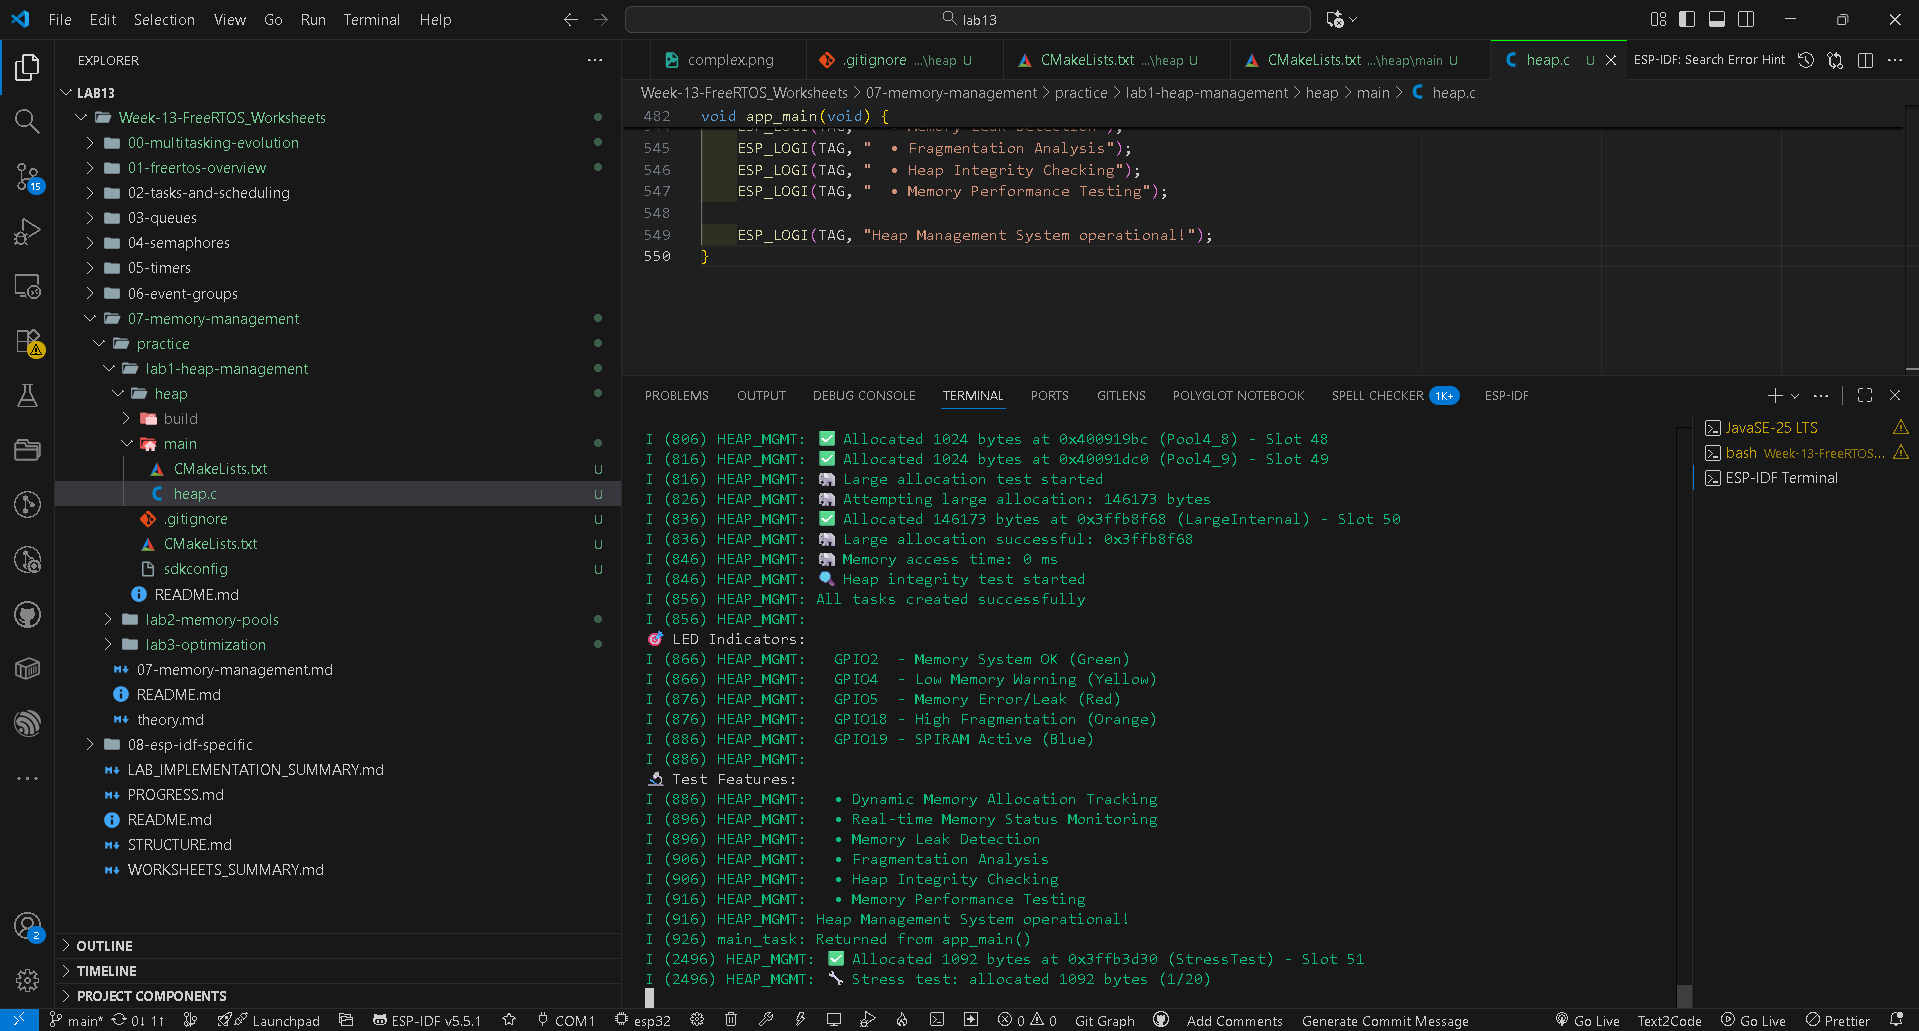 File Edit Selection View Go Run Terminal Help
lab13
EXPLORER
LAB13
Week-13-FreeRTOS_Worksheets
00-multitasking-evolution
01-freertos-overview
02-tasks-and-scheduling
03-queues
04-semaphores
05-timers
06-event-groups
07-memory-management
practice
lab1-heap-management
heap
build
main
CMakeLists.txt U
heap.c U
.gitignore U
CMakeLists.txt U
sdkconfig U
README.md
lab2-memory-pools
lab3-optimization
07-memory-management.md
README.md
theory.md
08-esp-idf-specific
LAB_IMPLEMENTATION_SUMMARY.md
PROGRESS.md
README.md
STRUCTURE.md
WORKSHEETS_SUMMARY.md
OUTLINE
TIMELINE
PROJECT COMPONENTS
15
2
complex.png .gitignore ...\heap U CMakeLists.txt ...\heap U CMakeLists.txt ...\heap\main U heap.c U ESP-IDF: Search Error Hint
Week-13-FreeRTOS_Worksheets > 07-memory-management > practice > lab1-heap-management > heap > main > heap.c
482 void app_main(void) {
544 ESP_LOGI(TAG, "  • Memory Leak Detection");
545 ESP_LOGI(TAG, "  • Fragmentation Analysis");
546 ESP_LOGI(TAG, "  • Heap Integrity Checking");
547 ESP_LOGI(TAG, "  • Memory Performance Testing");
548
549 ESP_LOGI(TAG, "Heap Management System operational!");
550 }
PROBLEMS OUTPUT DEBUG CONSOLE TERMINAL PORTS GITLENS POLYGLOT NOTEBOOK SPELL CHECKER 1K+ ESP-IDF
I (806) HEAP_MGMT: ✅ Allocated 1024 bytes at 0x400919bc (Pool4_8) - Slot 48
I (816) HEAP_MGMT: ✅ Allocated 1024 bytes at 0x40091dc0 (Pool4_9) - Slot 49
I (816) HEAP_MGMT: 🐘 Large allocation test started
I (826) HEAP_MGMT: 🐘 Attempting large allocation: 146173 bytes
I (836) HEAP_MGMT: ✅ Allocated 146173 bytes at 0x3ffb8f68 (LargeInternal) - Slot 50
I (836) HEAP_MGMT: 🐘 Large allocation successful: 0x3ffb8f68
I (846) HEAP_MGMT: 🐘 Memory access time: 0 ms
I (846) HEAP_MGMT: 🔍 Heap integrity test started
I (856) HEAP_MGMT: All tasks created successfully
I (856) HEAP_MGMT:
🎯 LED Indicators:
I (866) HEAP_MGMT:   GPIO2  - Memory System OK (Green)
I (866) HEAP_MGMT:   GPIO4  - Low Memory Warning (Yellow)
I (876) HEAP_MGMT:   GPIO5  - Memory Error/Leak (Red)
I (876) HEAP_MGMT:   GPIO18 - High Fragmentation (Orange)
I (886) HEAP_MGMT:   GPIO19 - SPIRAM Active (Blue)
I (886) HEAP_MGMT:
🔬 Test Features:
I (886) HEAP_MGMT:   • Dynamic Memory Allocation Tracking
I (896) HEAP_MGMT:   • Real-time Memory Status Monitoring
I (896) HEAP_MGMT:   • Memory Leak Detection
I (906) HEAP_MGMT:   • Fragmentation Analysis
I (906) HEAP_MGMT:   • Heap Integrity Checking
I (916) HEAP_MGMT:   • Memory Performance Testing
I (916) HEAP_MGMT: Heap Management System operational!
I (926) main_task: Returned from app_main()
I (2496) HEAP_MGMT: ✅ Allocated 1092 bytes at 0x3ffb3d30 (StressTest) - Slot 51
I (2496) HEAP_MGMT: 🔧 Stress test: allocated 1092 bytes (1/20)
JavaSE-25 LTS
bash Week-13-FreeRTOS...
ESP-IDF Terminal
main* 0↓ 1↑ Launchpad ESP-IDF v5.5.1 COM1 esp32 0 0 Git Graph Add Comments Generate Commit Message Go Live Text2Code Go Live Prettier